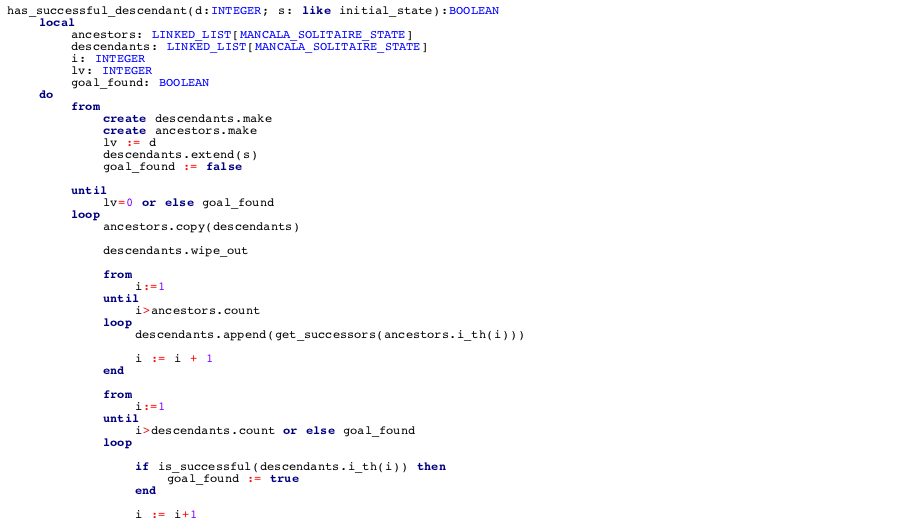 has_successful_descendant(d:INTEGER; s: like initial_state):BOOLEAN
local
ancestors: LINKED_LIST[MANCALA_SOLITAIRE_STATE]
descendants: LINKED_LIST[MANCALA_SOLITAIRE_STATE]
i: INTEGER
lv: INTEGER
goal_found: BOOLEAN
do
from
create descendants.make
create ancestors.make
lv := d
descendants.extend(s)
goal_found := false
until
lv=0 or else goal_found
loop
ancestors.copy(descendants)
descendants.wipe_out
from
i:=1
until
i>ancestors.count
loop
descendants.append(get_successors(ancestors.i_th(i)))
i := i + 1
end
from
i:=1
until
i>descendants.count or else goal_found
loop
if is_successful(descendants.i_th(i)) then
goal_found := true
end
i := i+1